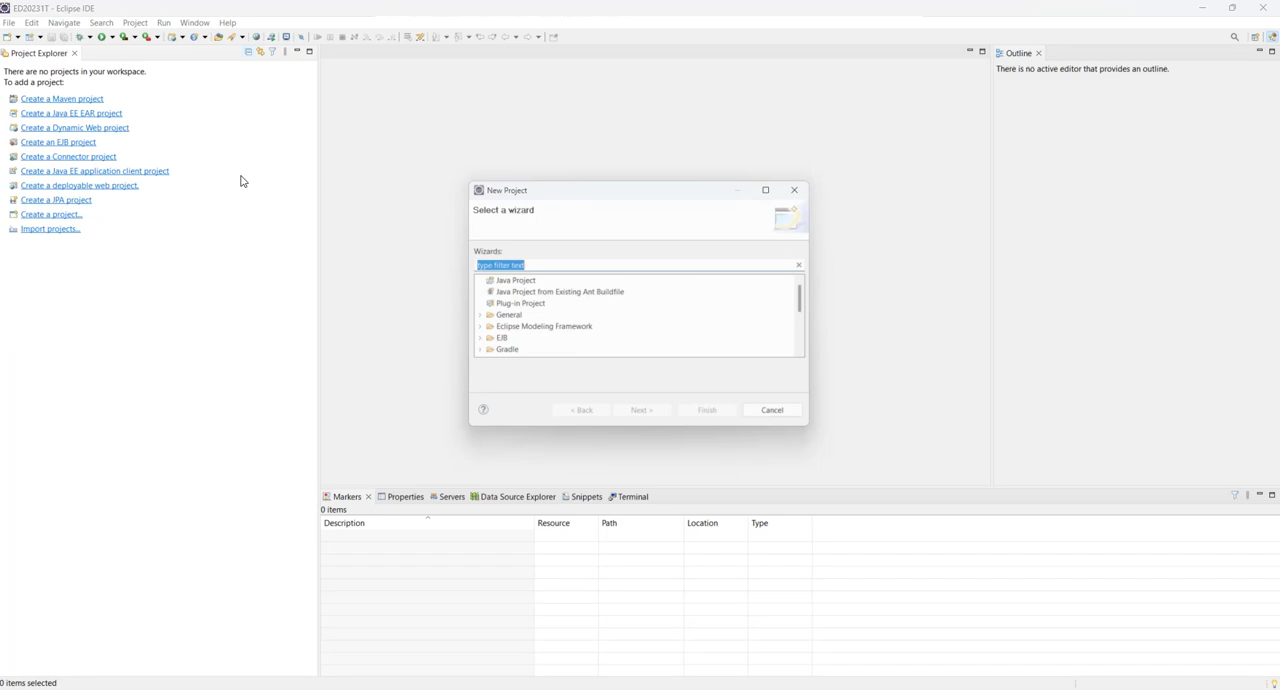 ED20231T - Eclipse IDE
File Edit Navigate Search Project Run Window Help
Project Explorer
There are no projects in your workspace.
To add a project:
Create a Maven project
Create a Java EE EAR project
Create a Dynamic Web project
Create an EJB project
Create a Connector project
Create a Java EE application client project
Create a deployable web project.
Create a JPA project
Create a project...
Import projects...
New Project
Select a wizard
Wizards:
type filter text
Java Project
Java Project from Existing Ant Buildfile
Plug-in Project
General
Eclipse Modeling Framework
EJB
Gradle
? < Back Next > Finish Cancel
Outline
There is no active editor that provides an outline.
Markers Properties Servers Data Source Explorer Snippets Terminal
0 items
Description Resource Path Location Type
0 items selected